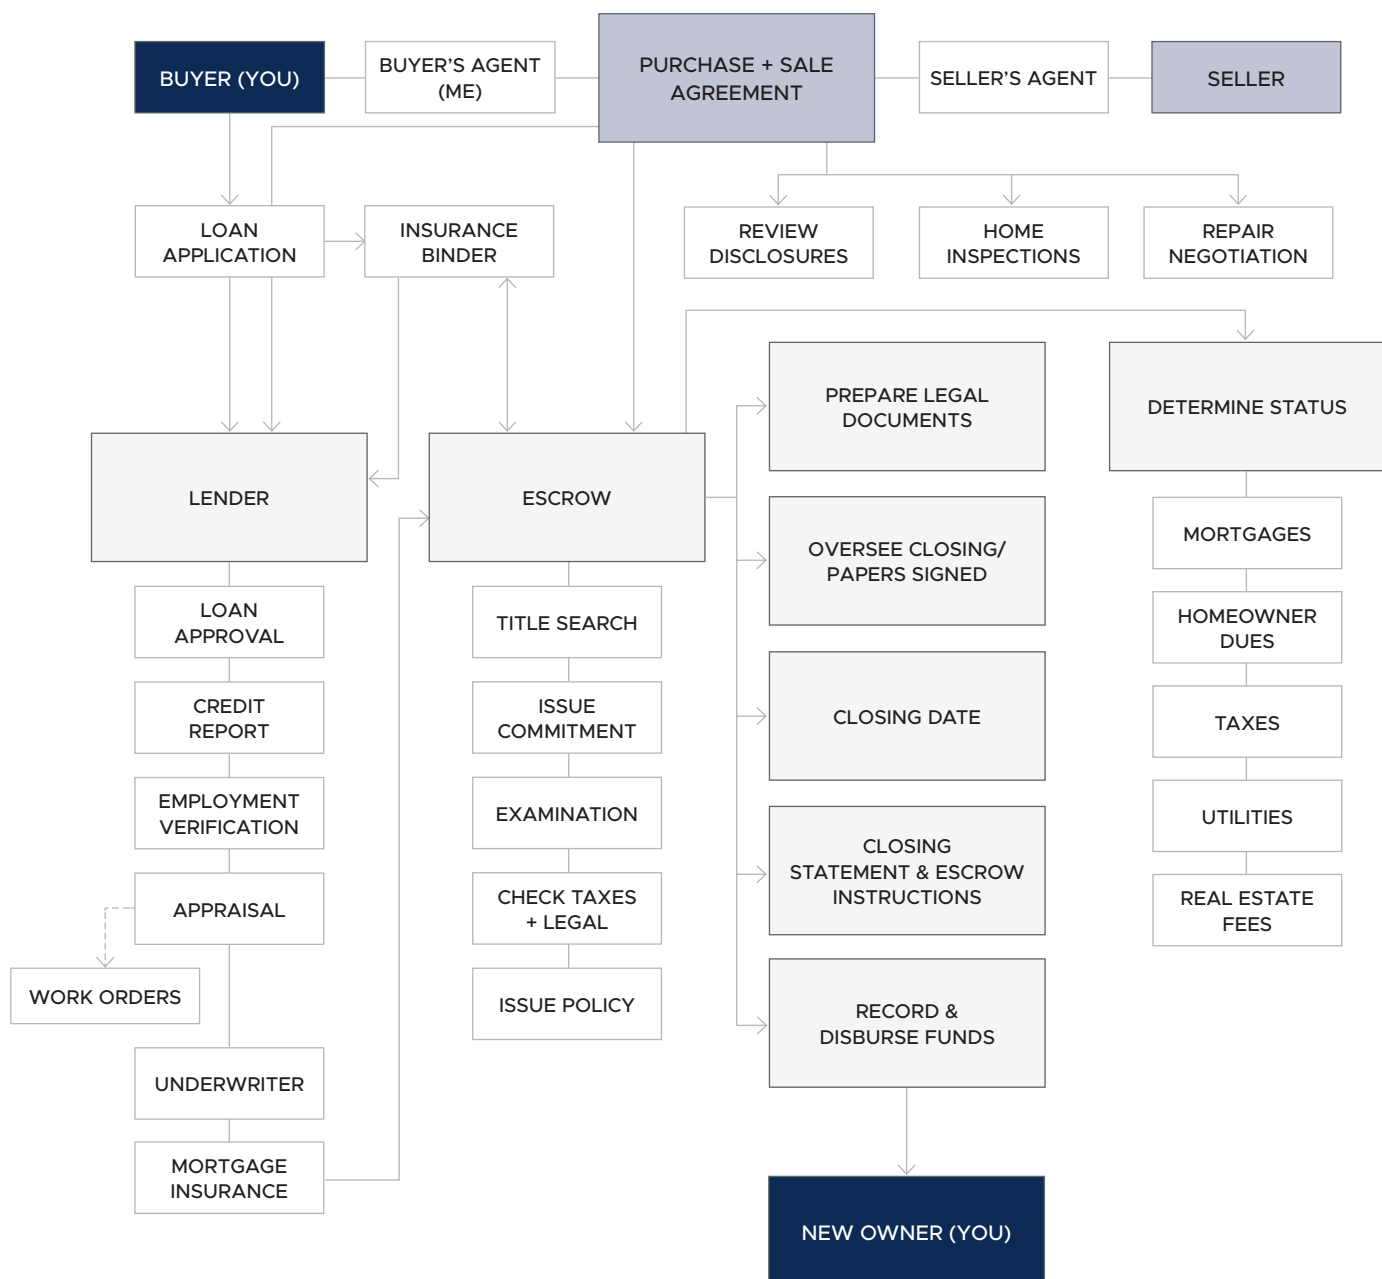 BUYER (YOU)
BUYER’S AGENT
(ME)
PURCHASE + SALE
AGREEMENT
SELLER’S AGENT
SELLER
LOAN
APPLICATION
INSURANCE
BINDER
REVIEW
DISCLOSURES
HOME
INSPECTIONS
REPAIR
NEGOTIATION
LENDER
LOAN
APPROVAL
CREDIT
REPORT
EMPLOYMENT
VERIFICATION
APPRAISAL
WORK ORDERS
UNDERWRITER
MORTGAGE
INSURANCE
ESCROW
TITLE SEARCH
ISSUE
COMMITMENT
EXAMINATION
CHECK TAXES
+ LEGAL
ISSUE POLICY
PREPARE LEGAL
DOCUMENTS
OVERSEE CLOSING/
PAPERS SIGNED
CLOSING DATE
CLOSING
STATEMENT & ESCROW
INSTRUCTIONS
RECORD &
DISBURSE FUNDS
NEW OWNER (YOU)
DETERMINE STATUS
MORTGAGES
HOMEOWNER
DUES
TAXES
UTILITIES
REAL ESTATE
FEES